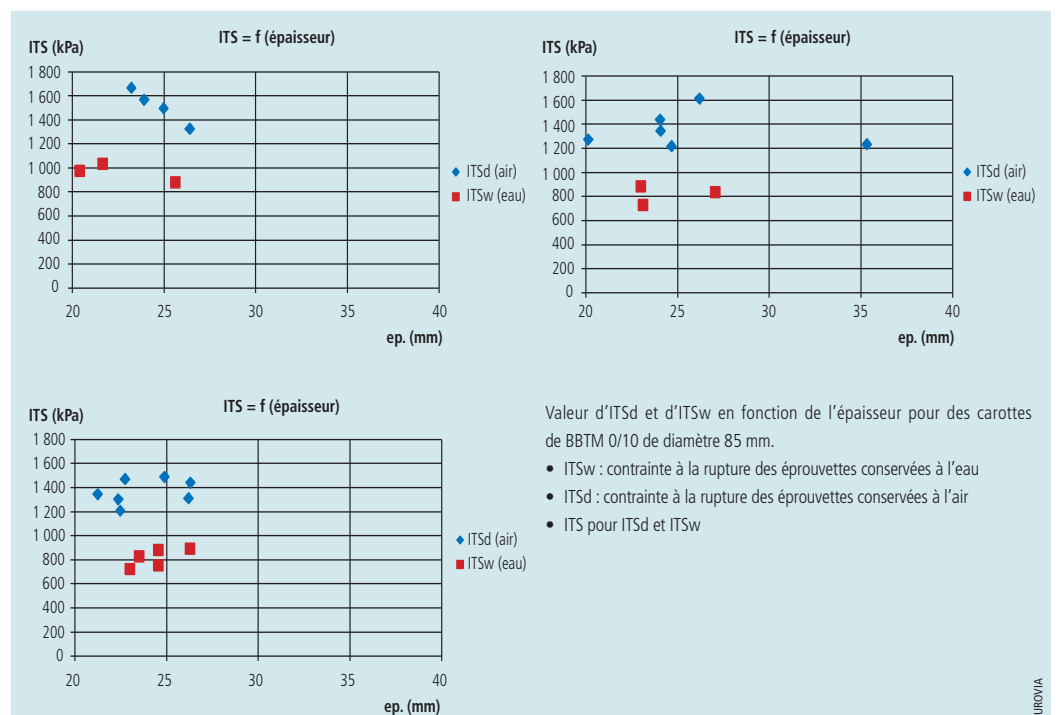 ITS = f (épaisseur)
ITS (kPa)
1 800
1 600
1 400
1 200
1 000
800
600
400
200
0
20
25
30
35
40
ep. (mm)
ITSd (air)
ITSw (eau)
ITS = f (épaisseur)
ITS (kPa)
1 800
1 600
1 400
1 200
1 000
800
600
400
200
0
20
25
30
35
40
ep. (mm)
ITSd (air)
ITSw (eau)
ITS = f (épaisseur)
ITS (kPa)
1 800
1 600
1 400
1 200
1 000
800
600
400
200
0
20
25
30
35
40
ep. (mm)
ITSd (air)
ITSw (eau)
Valeur d'ITSd et d'ITSw en fonction de l'épaisseur pour des carottes
de BBTM 0/10 de diamètre 85 mm.
• ITSw : contrainte à la rupture des éprouvettes conservées à l'eau
• ITSd : contrainte à la rupture des éprouvettes conservées à l'air
• ITS pour ITSd et ITSw
UROVIA